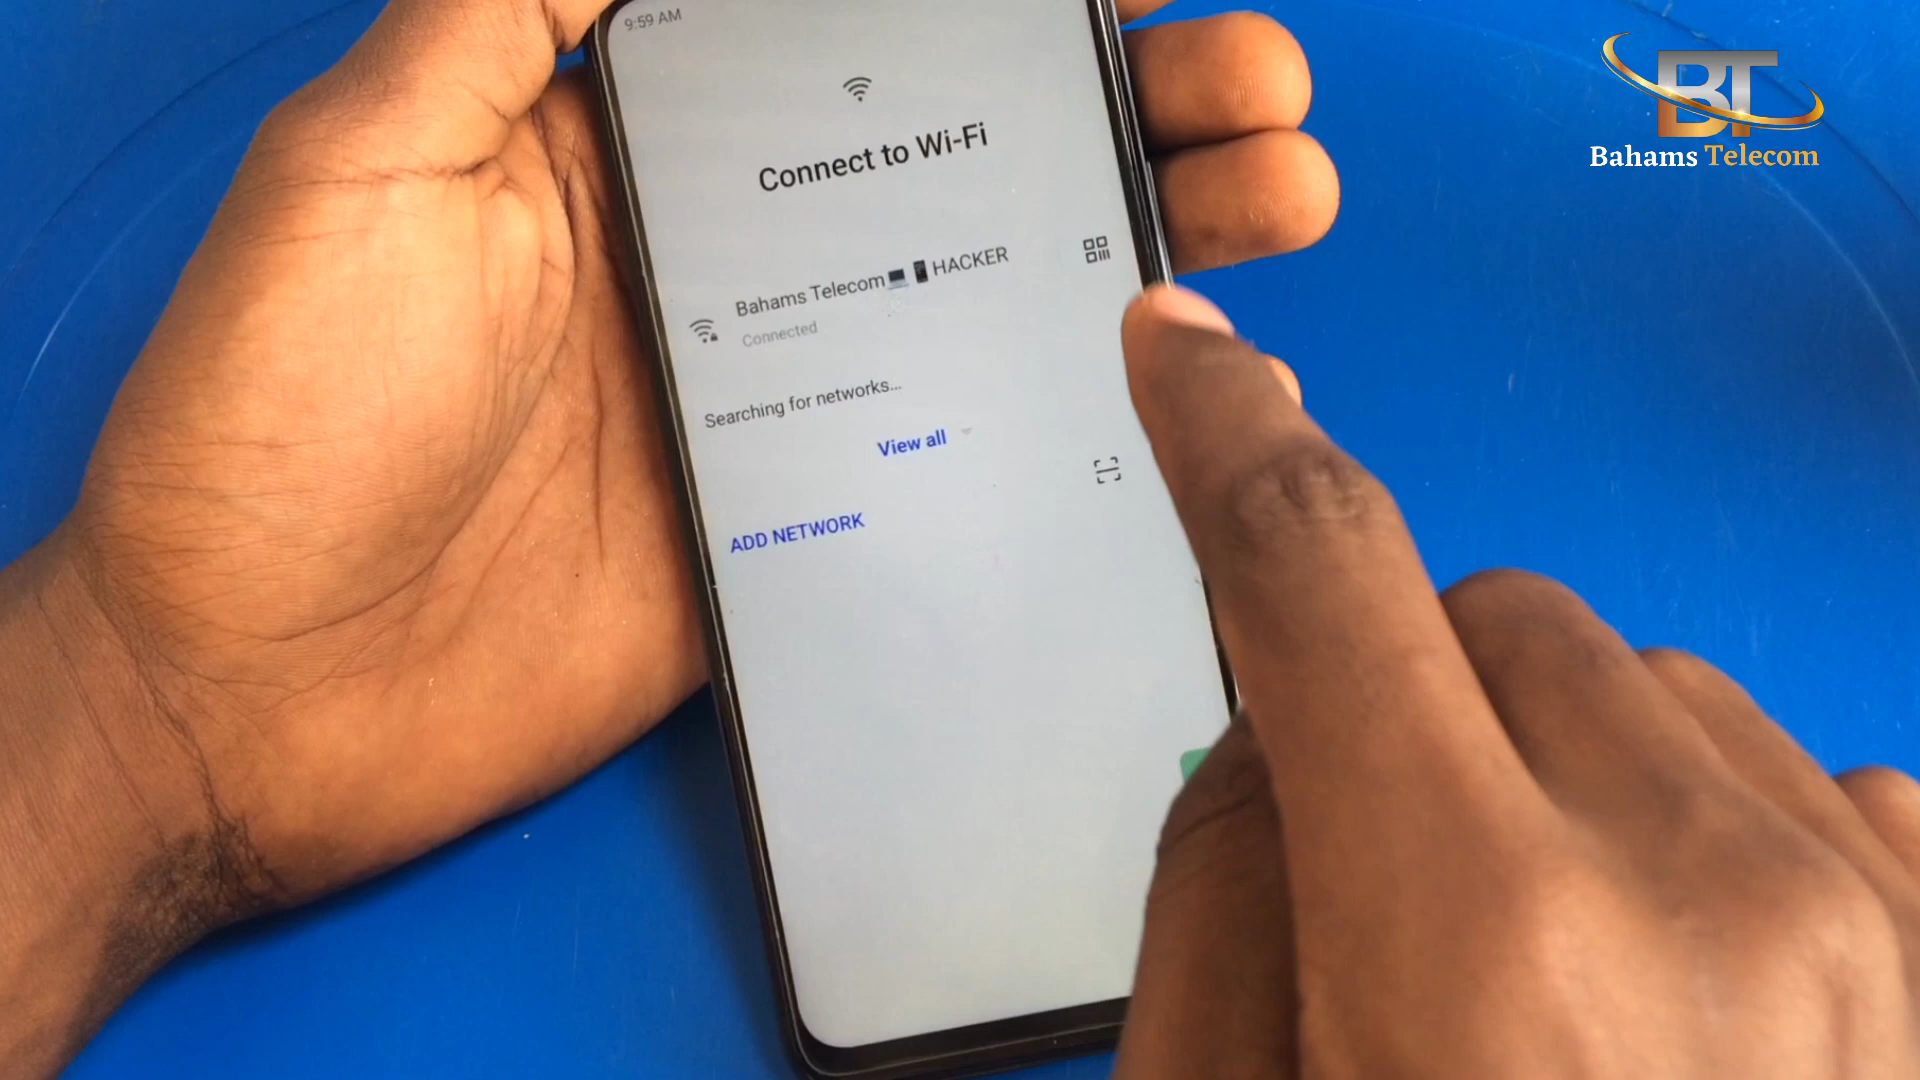 9:59 AM
Connect to Wi-Fi
Bahams Telecom💻📱HACKER
Connected
Searching for networks...
View all
ADD NETWORK
BT
Bahams Telecom